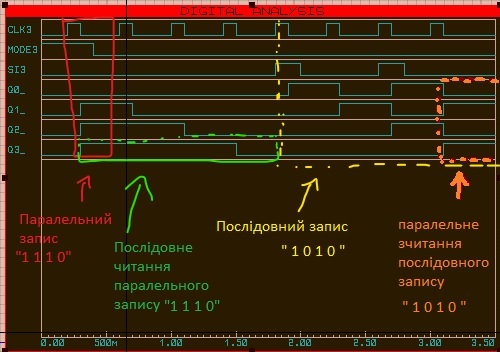 DIGITAL ANALYSIS
CLK3
MODE3
SI3
Q0_
Q1_
Q2_
Q3_
Паралельний
запис
"1 1 1 0"
Послідовне
читання
паралельного
запису "1 1 1 0"
Послідовний запис
" 1 0 1 0 "
паралельне
зчитання
послідовного
запису
" 1 0 1 0 "
0.00 500м 1.00 1.50 2.00 2.50 3.00 3.50